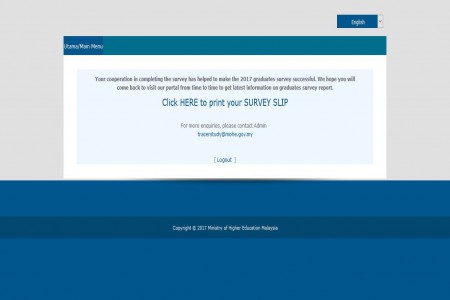 English
Utama/Main Menu
Your cooperation in completing the survey has helped to make the 2017 graduates survey successful. We hope you will
come back to visit our portal from time to time to get latest information on graduates survey report.
Click HERE to print your SURVEY SLIP
For more enquiries, please contact Admin
tracerstudy@mohe.gov.my
[ Logout ]
Copyright © 2017 Ministry of Higher Education Malaysia